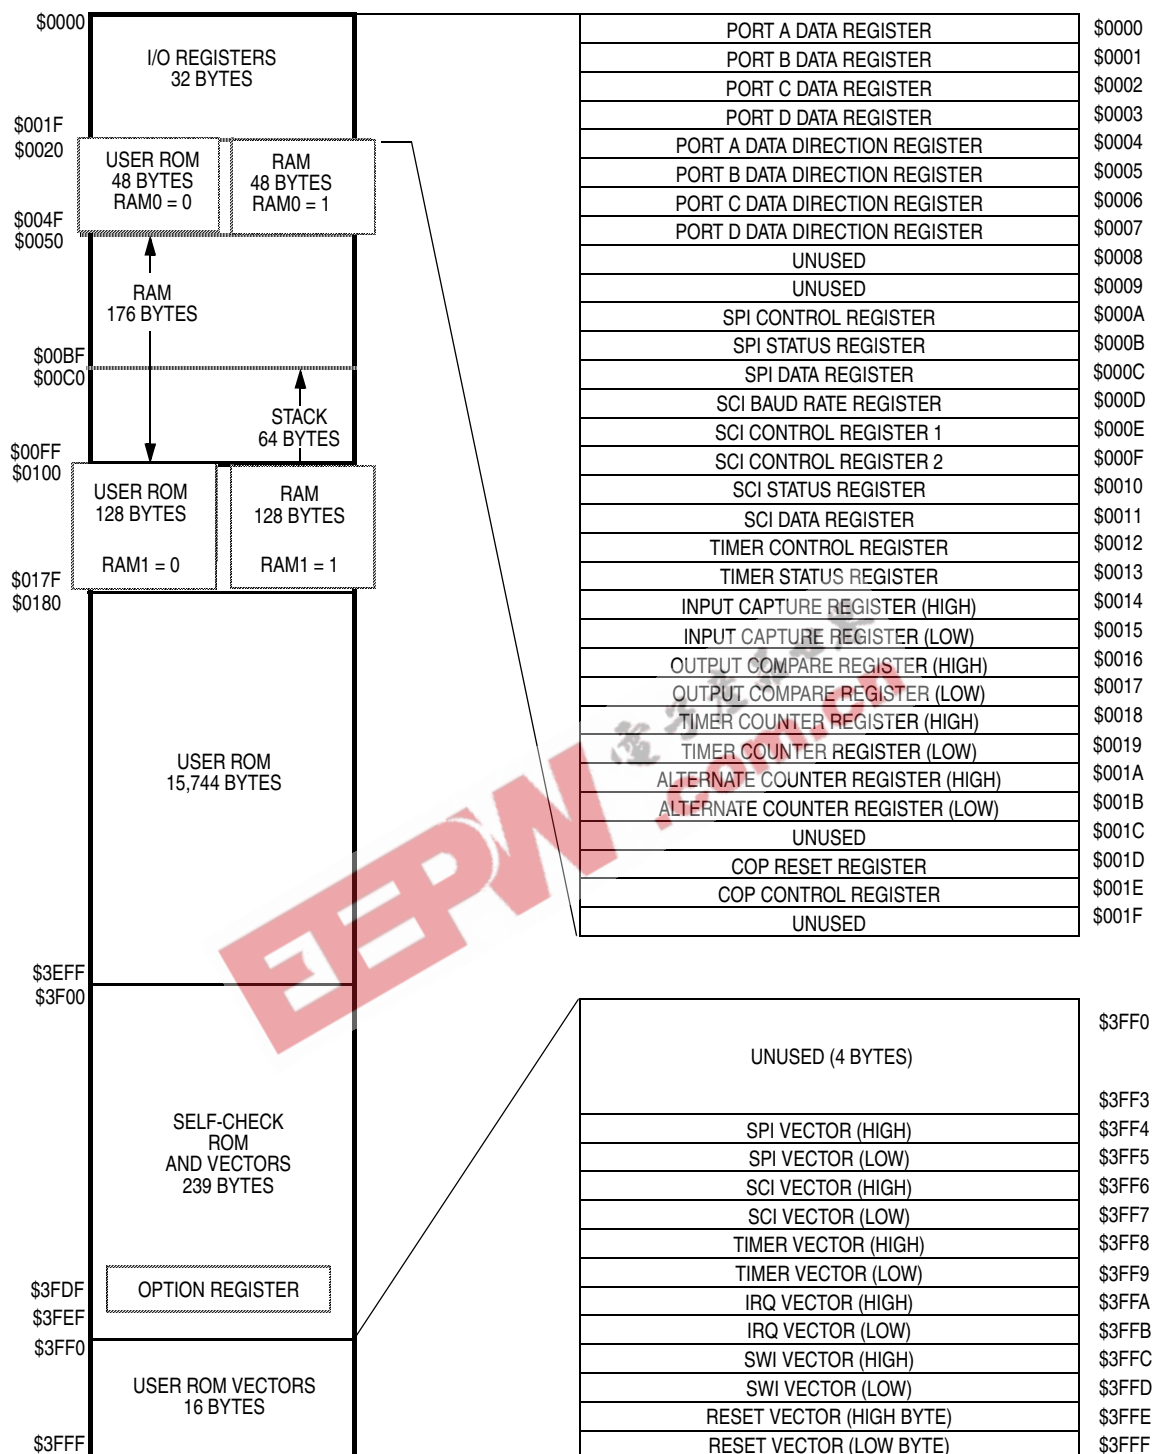 $0000
I/O REGISTERS
32 BYTES
$001F
$0020
USER ROM
48 BYTES
RAM0 = 0
RAM
48 BYTES
RAM0 = 1
$004F
$0050
RAM
176 BYTES
$00BF
$00C0
STACK
64 BYTES
$00FF
$0100
USER ROM
128 BYTES
RAM1 = 0
RAM
128 BYTES
RAM1 = 1
$017F
$0180
USER ROM
15,744 BYTES
$3EFF
$3F00
SELF-CHECK
ROM
AND VECTORS
239 BYTES
$3FDF
OPTION REGISTER
$3FEF
$3FF0
USER ROM VECTORS
16 BYTES
$3FFF
PORT A DATA REGISTER $0000
PORT B DATA REGISTER $0001
PORT C DATA REGISTER $0002
PORT D DATA REGISTER $0003
PORT A DATA DIRECTION REGISTER $0004
PORT B DATA DIRECTION REGISTER $0005
PORT C DATA DIRECTION REGISTER $0006
PORT D DATA DIRECTION REGISTER $0007
UNUSED $0008
UNUSED $0009
SPI CONTROL REGISTER $000A
SPI STATUS REGISTER $000B
SPI DATA REGISTER $000C
SCI BAUD RATE REGISTER $000D
SCI CONTROL REGISTER 1 $000E
SCI CONTROL REGISTER 2 $000F
SCI STATUS REGISTER $0010
SCI DATA REGISTER $0011
TIMER CONTROL REGISTER $0012
TIMER STATUS REGISTER $0013
INPUT CAPTURE REGISTER (HIGH) $0014
INPUT CAPTURE REGISTER (LOW) $0015
OUTPUT COMPARE REGISTER (HIGH) $0016
OUTPUT COMPARE REGISTER (LOW) $0017
TIMER COUNTER REGISTER (HIGH) $0018
TIMER COUNTER REGISTER (LOW) $0019
ALTERNATE COUNTER REGISTER (HIGH) $001A
ALTERNATE COUNTER REGISTER (LOW) $001B
UNUSED $001C
COP RESET REGISTER $001D
COP CONTROL REGISTER $001E
UNUSED $001F
$3FF0
UNUSED (4 BYTES)
$3FF3
SPI VECTOR (HIGH) $3FF4
SPI VECTOR (LOW) $3FF5
SCI VECTOR (HIGH) $3FF6
SCI VECTOR (LOW) $3FF7
TIMER VECTOR (HIGH) $3FF8
TIMER VECTOR (LOW) $3FF9
IRQ VECTOR (HIGH) $3FFA
IRQ VECTOR (LOW) $3FFB
SWI VECTOR (HIGH) $3FFC
SWI VECTOR (LOW) $3FFD
RESET VECTOR (HIGH BYTE) $3FFE
RESET VECTOR (LOW BYTE) $3FFF
EEPW.com.cn
電子產品世界